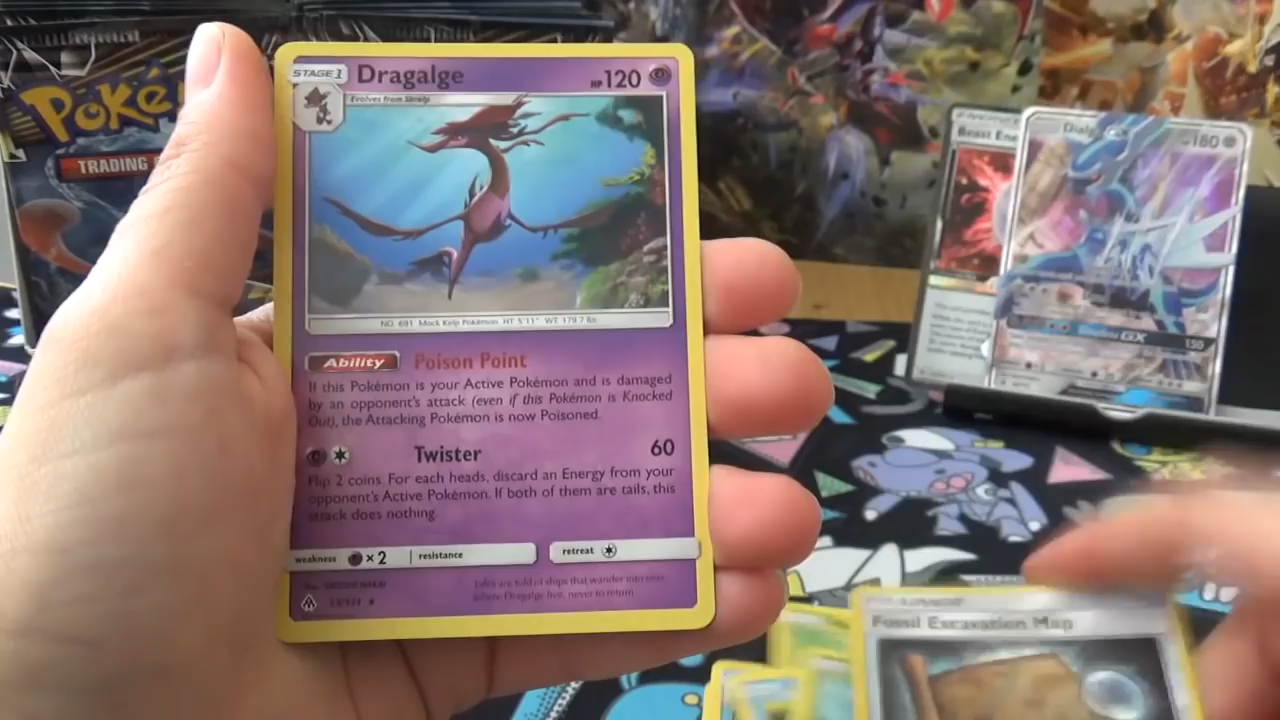 Poké
TRADING
STAGE 1
Dragalge
HP 120
Evolves from Skrelp
NO. 691 Mock Kelp Pokémon HT: 5'11" WT: 179.7 lbs
Ability
Poison Point
If this Pokémon is your Active Pokémon and is damaged
by an opponent's attack (even if this Pokémon is Knocked
Out), the Attacking Pokémon is now Poisoned.
Twister 60
Flip 2 coins. For each heads, discard an Energy from your
opponent's Active Pokémon. If both of them are tails, this
attack does nothing.
weakness ×2
resistance
retreat
Tales are told of ships that wander into seas
where Dragalge live, never to return.
Beast Ene
Dialg
180
GX
150
Fossil Excavation Map